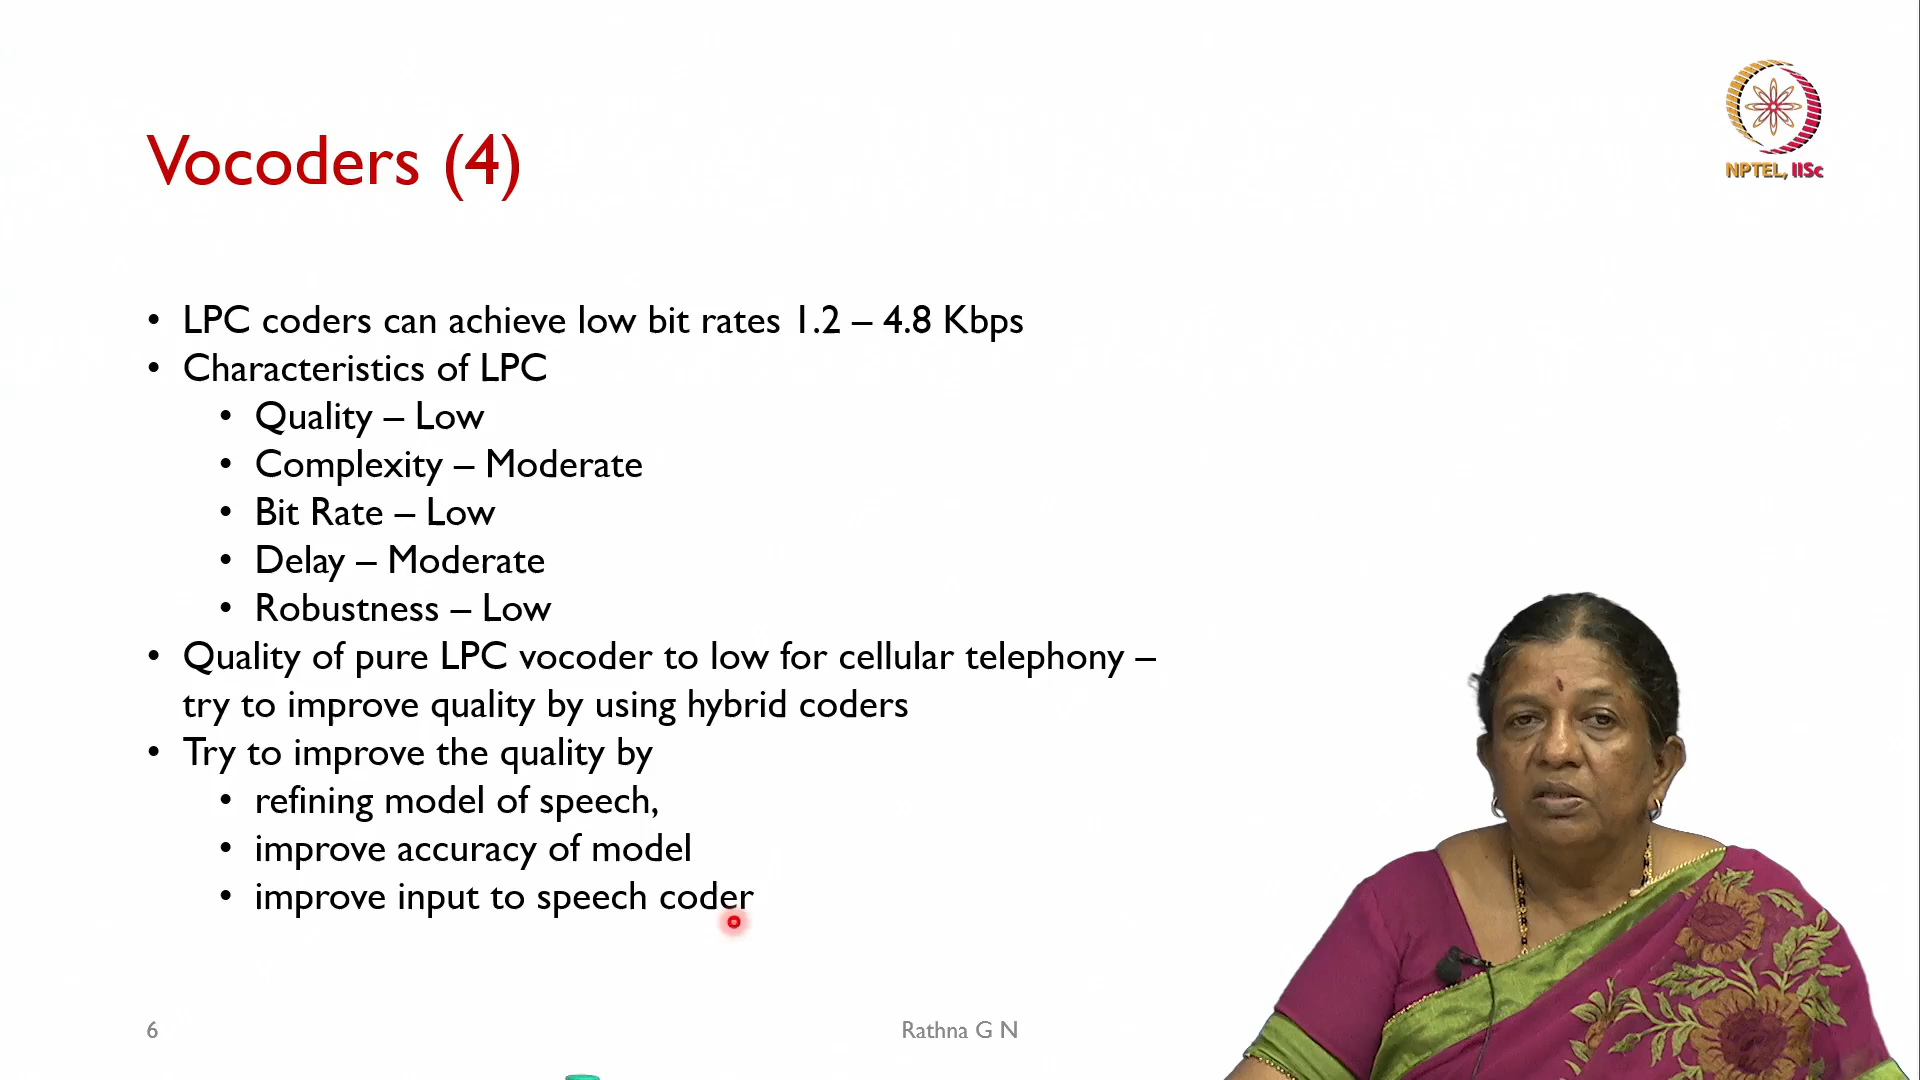 Vocoders (4)
NPTEL, IISc
• LPC coders can achieve low bit rates 1.2 – 4.8 Kbps
• Characteristics of LPC
• Quality – Low
• Complexity – Moderate
• Bit Rate – Low
• Delay – Moderate
• Robustness – Low
• Quality of pure LPC vocoder to low for cellular telephony –
try to improve quality by using hybrid coders
• Try to improve the quality by
• refining model of speech,
• improve accuracy of model
• improve input to speech coder
6
Rathna G N